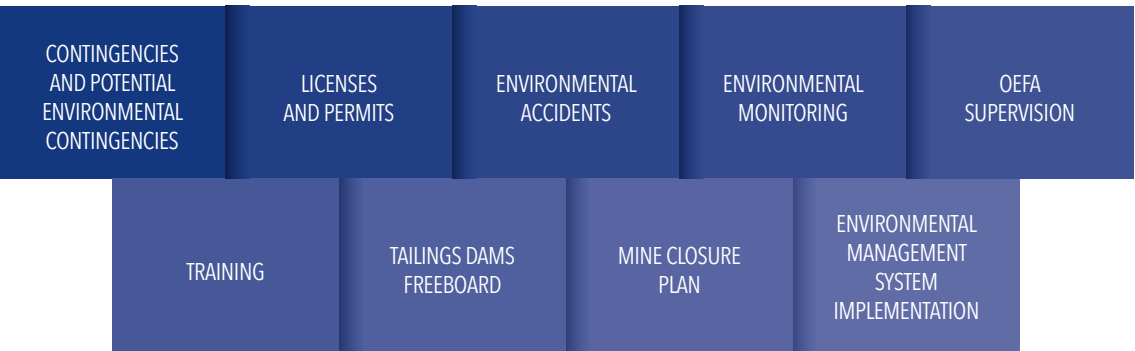 CONTINGENCIES
AND POTENTIAL
ENVIRONMENTAL
CONTINGENCIES
LICENSES
AND PERMITS
ENVIRONMENTAL
ACCIDENTS
ENVIRONMENTAL
MONITORING
OEFA
SUPERVISION
TRAINING
TAILINGS DAMS
FREEBOARD
MINE CLOSURE
PLAN
ENVIRONMENTAL
MANAGEMENT
SYSTEM
IMPLEMENTATION